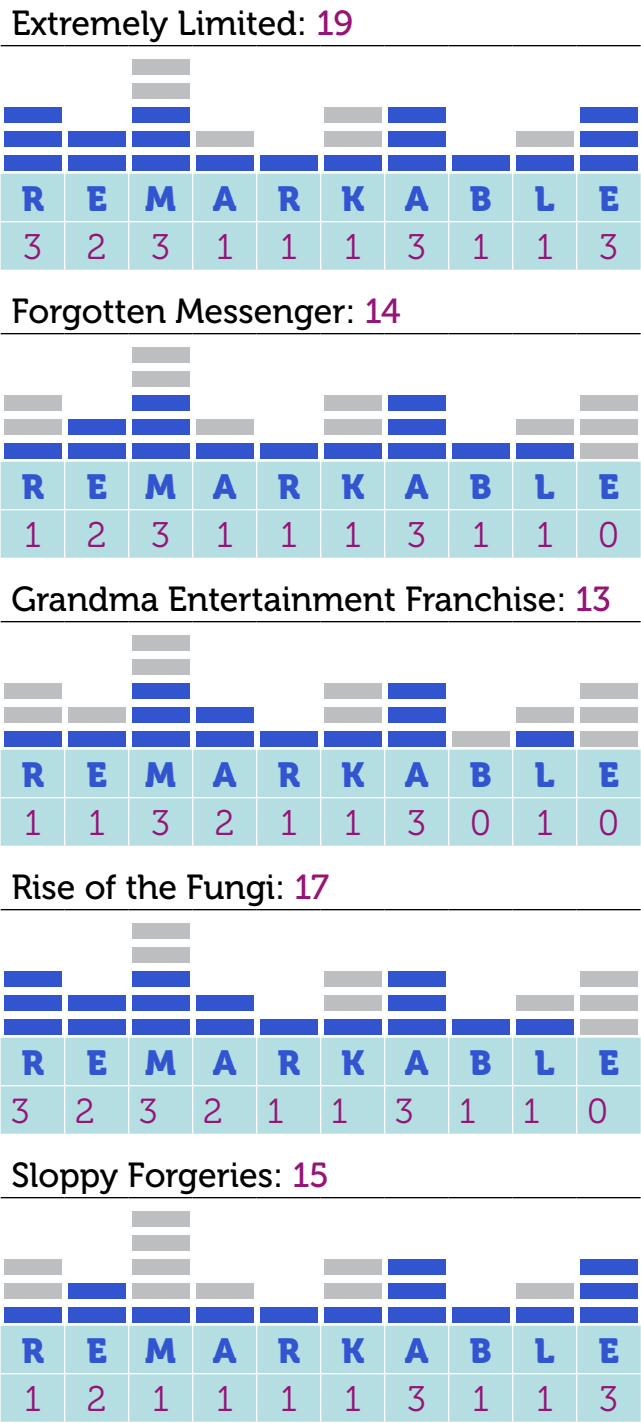 Extremely Limited: 19
R E M A R K A B L E
3 2 3 1 1 1 3 1 1 3
Forgotten Messenger: 14
R E M A R K A B L E
1 2 3 1 1 1 3 1 1 0
Grandma Entertainment Franchise: 13
R E M A R K A B L E
1 1 3 2 1 1 3 0 1 0
Rise of the Fungi: 17
R E M A R K A B L E
3 2 3 2 1 1 3 1 1 0
Sloppy Forgeries: 15
R E M A R K A B L E
1 2 1 1 1 1 3 1 1 3